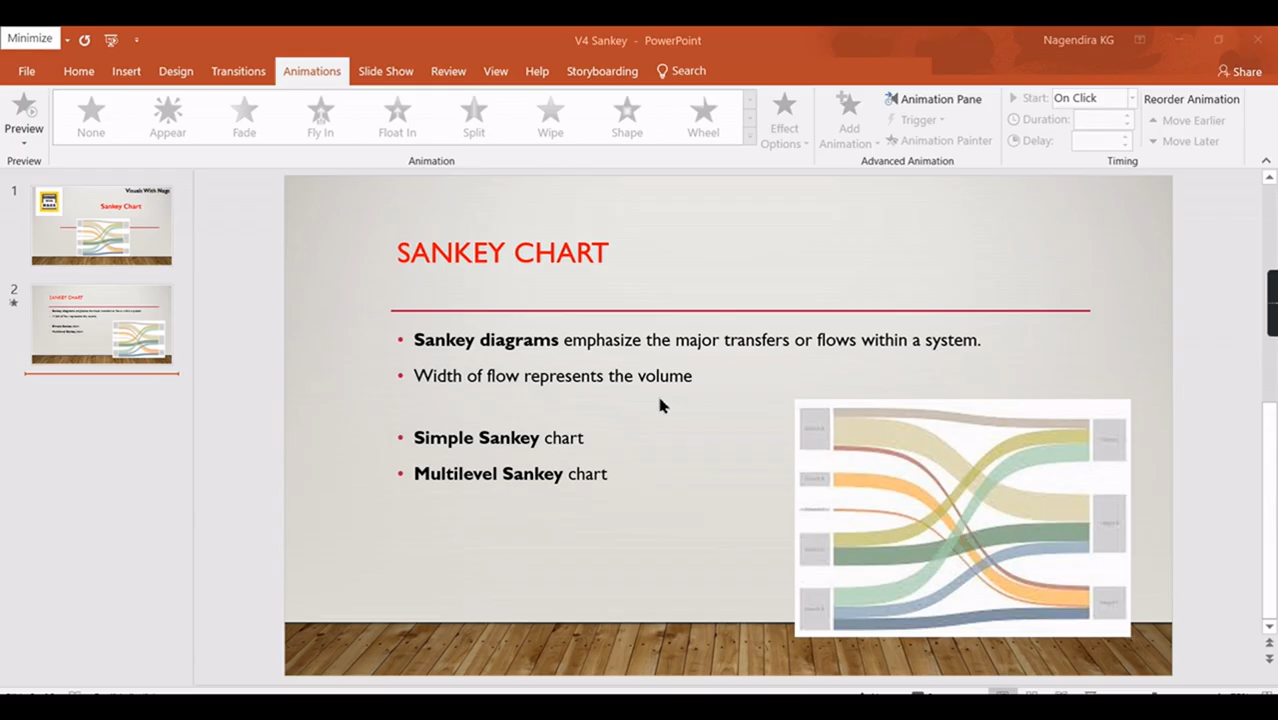 Minimize
V4 Sankey - PowerPoint
Nagendira KG
File Home Insert Design Transitions Animations Slide Show Review View Help Storyboarding Search
Share
Preview
None Appear Fade Fly In Float In Split Wipe Shape Wheel
Effect Options
Add Animation
Animation Pane
Trigger
Animation Painter
Start: On Click
Duration:
Delay:
Reorder Animation
Move Earlier
Move Later
Preview
Animation
Advanced Animation
Timing
1
Visuals With Nags
Sankey Chart
2
SANKEY CHART
SANKEY CHART
• Sankey diagrams emphasize the major transfers or flows within a system.
• Width of flow represents the volume
• Simple Sankey chart
• Multilevel Sankey chart